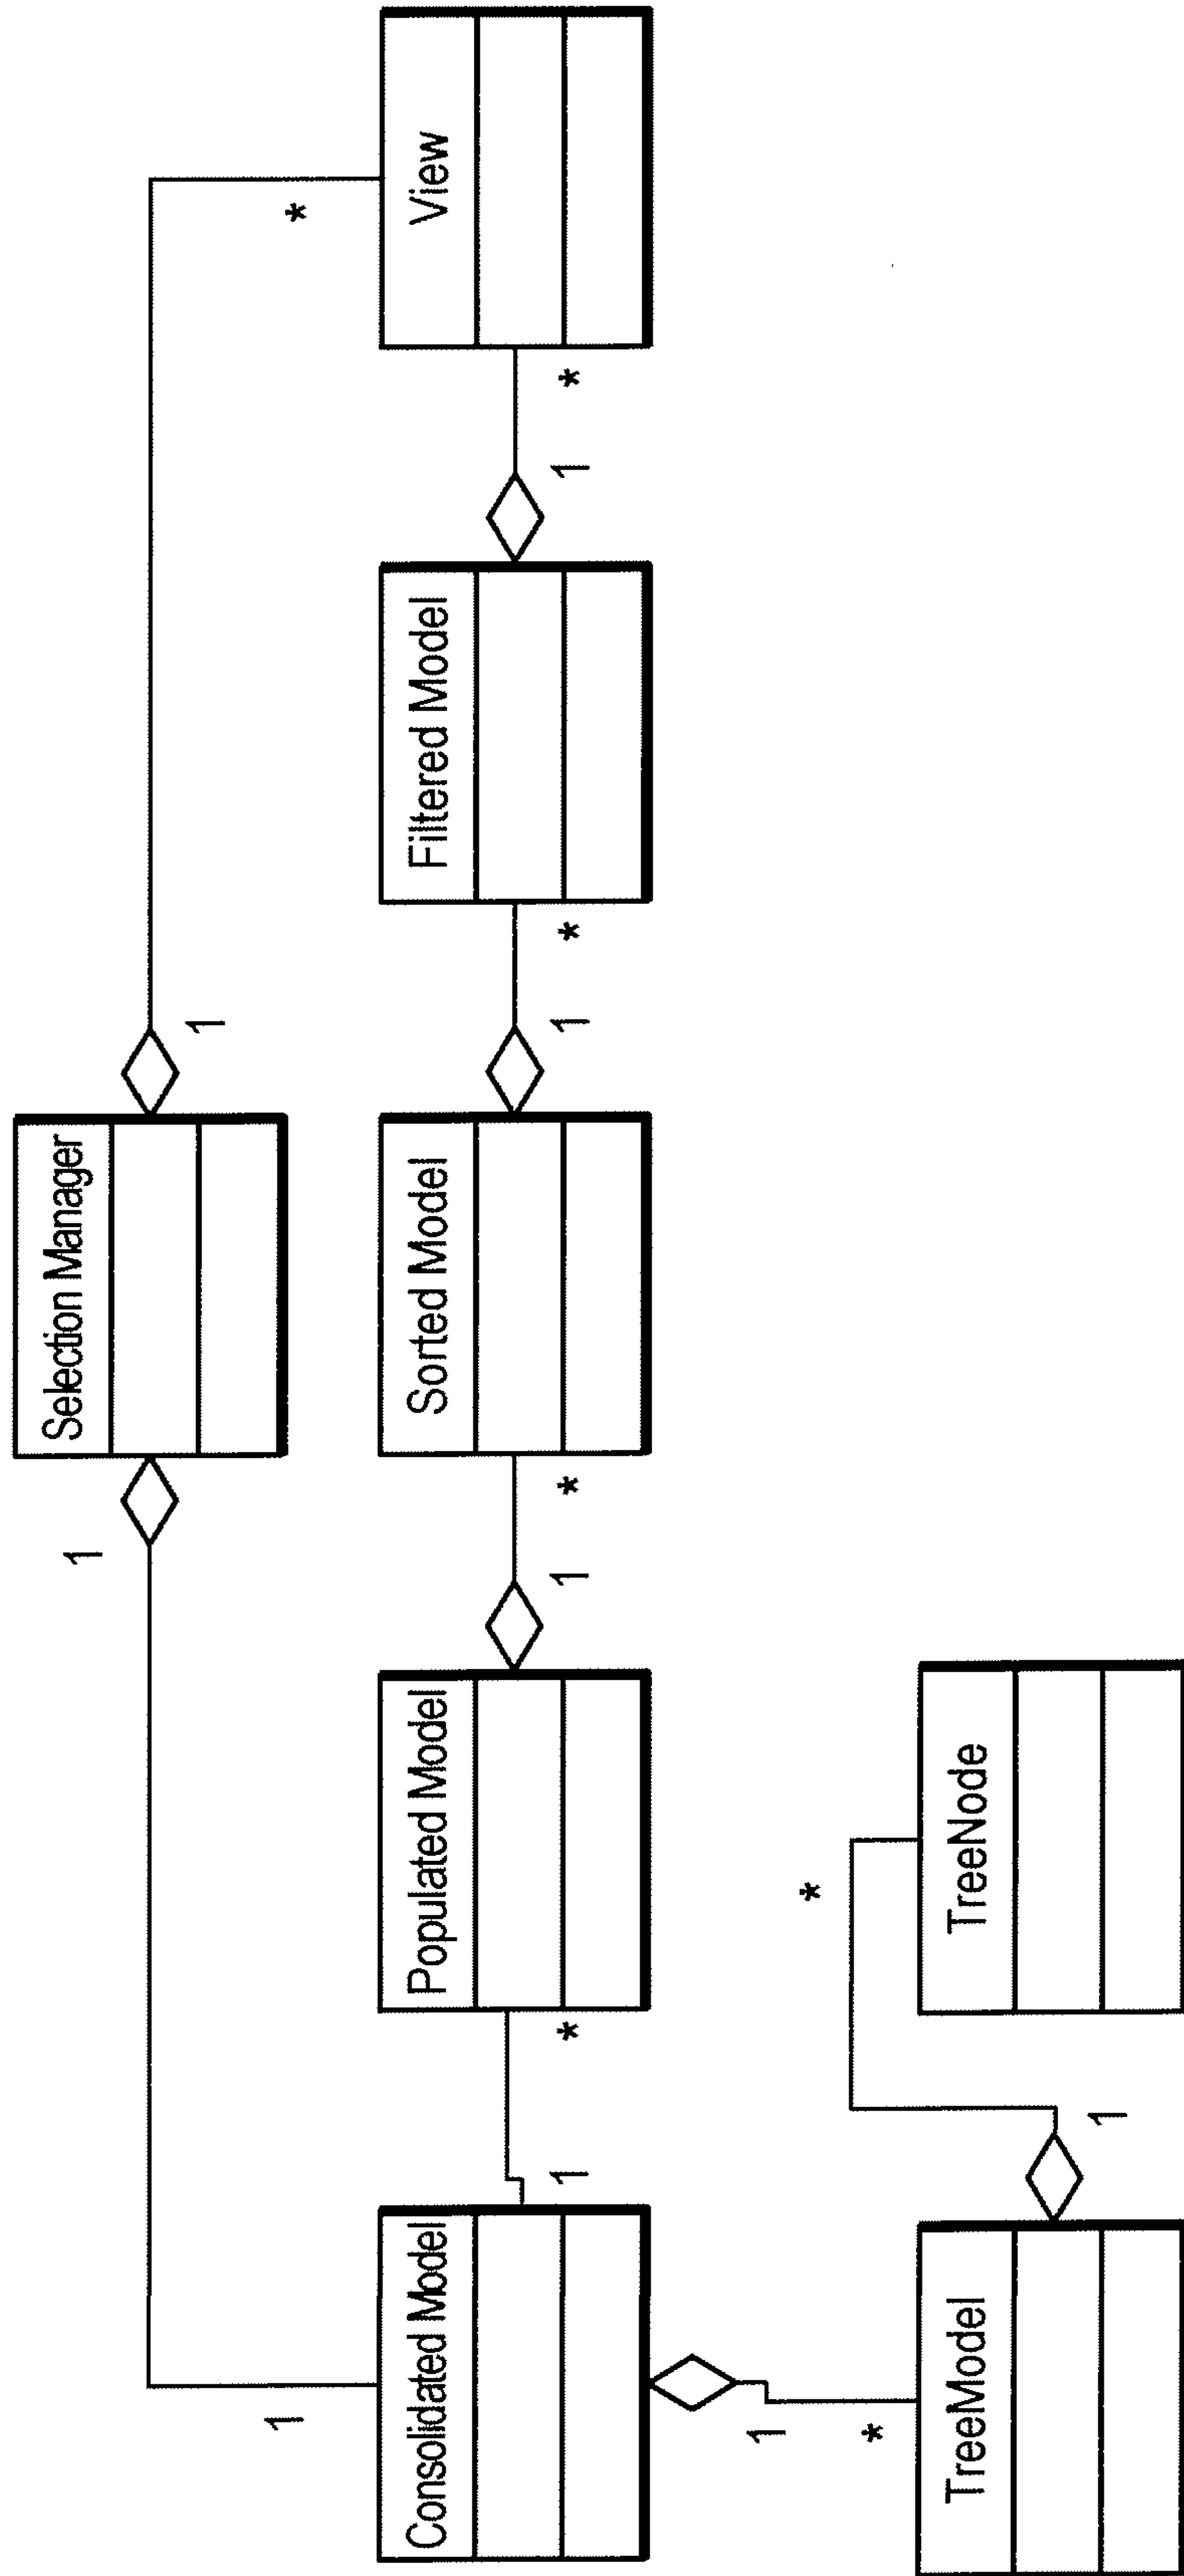 Selection Manager
1
1
1
*
Consolidated Model
1
*
Populated Model
1
*
Sorted Model
1
*
Filtered Model
1
*
View
1
*
TreeModel
1
*
TreeNode